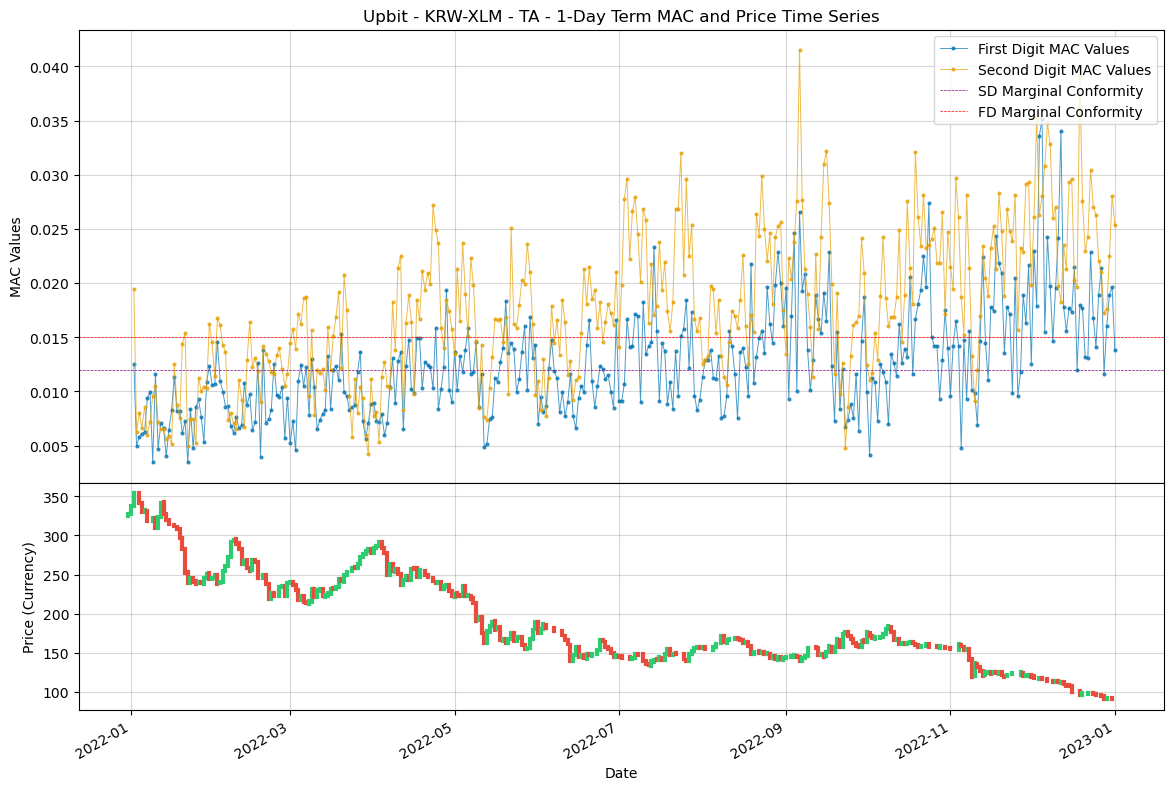 Upbit - KRW-XLM - TA - 1-Day Term MAC and Price Time Series
First Digit MAC Values
Second Digit MAC Values
SD Marginal Conformity
FD Marginal Conformity
MAC Values
0.040
0.035
0.030
0.025
0.020
0.015
0.010
0.005
Price (Currency)
350
300
250
200
150
100
2022-01
2022-03
2022-05
2022-07
2022-09
2022-11
2023-01
Date